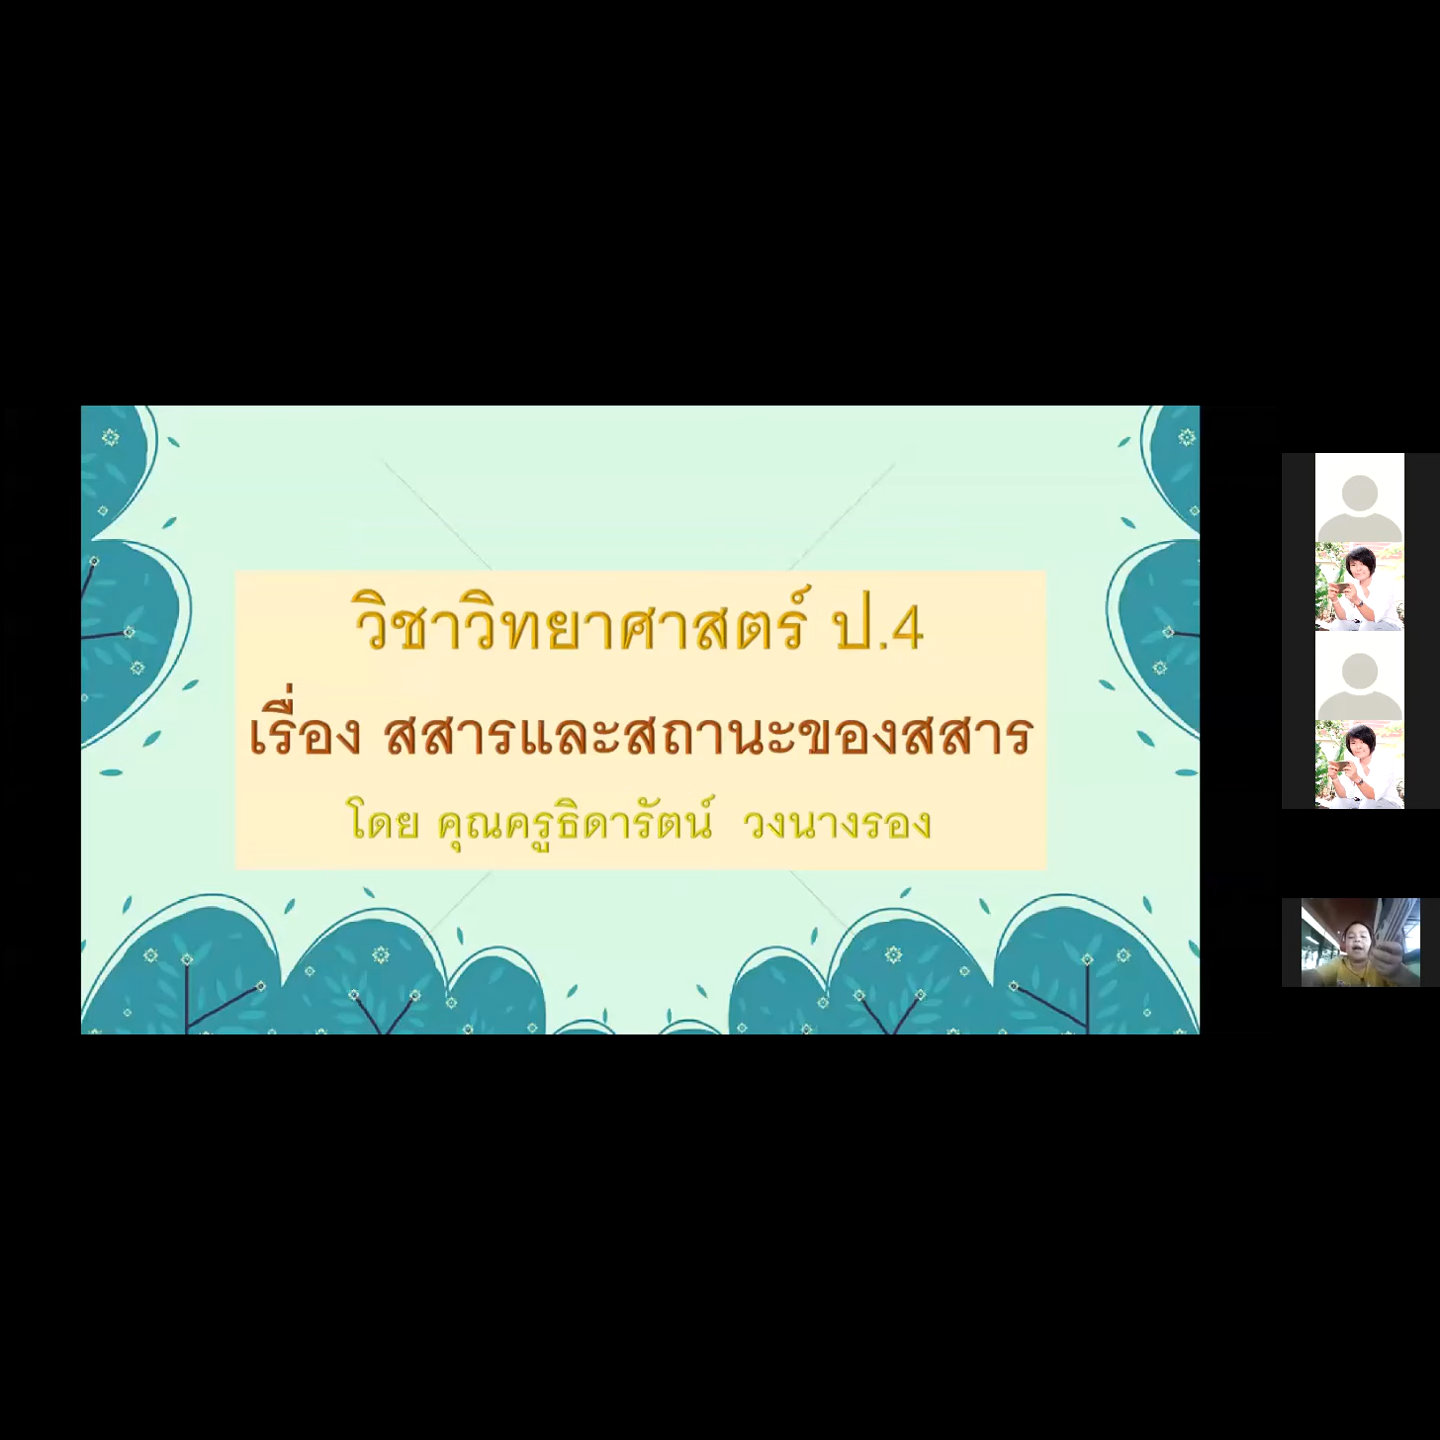 วิชาวิทยาศาสตร์ ป.4
เรื่อง สสารและสถานะของสสาร
โดย คุณครูธิดารัตน์ วงนางรอง